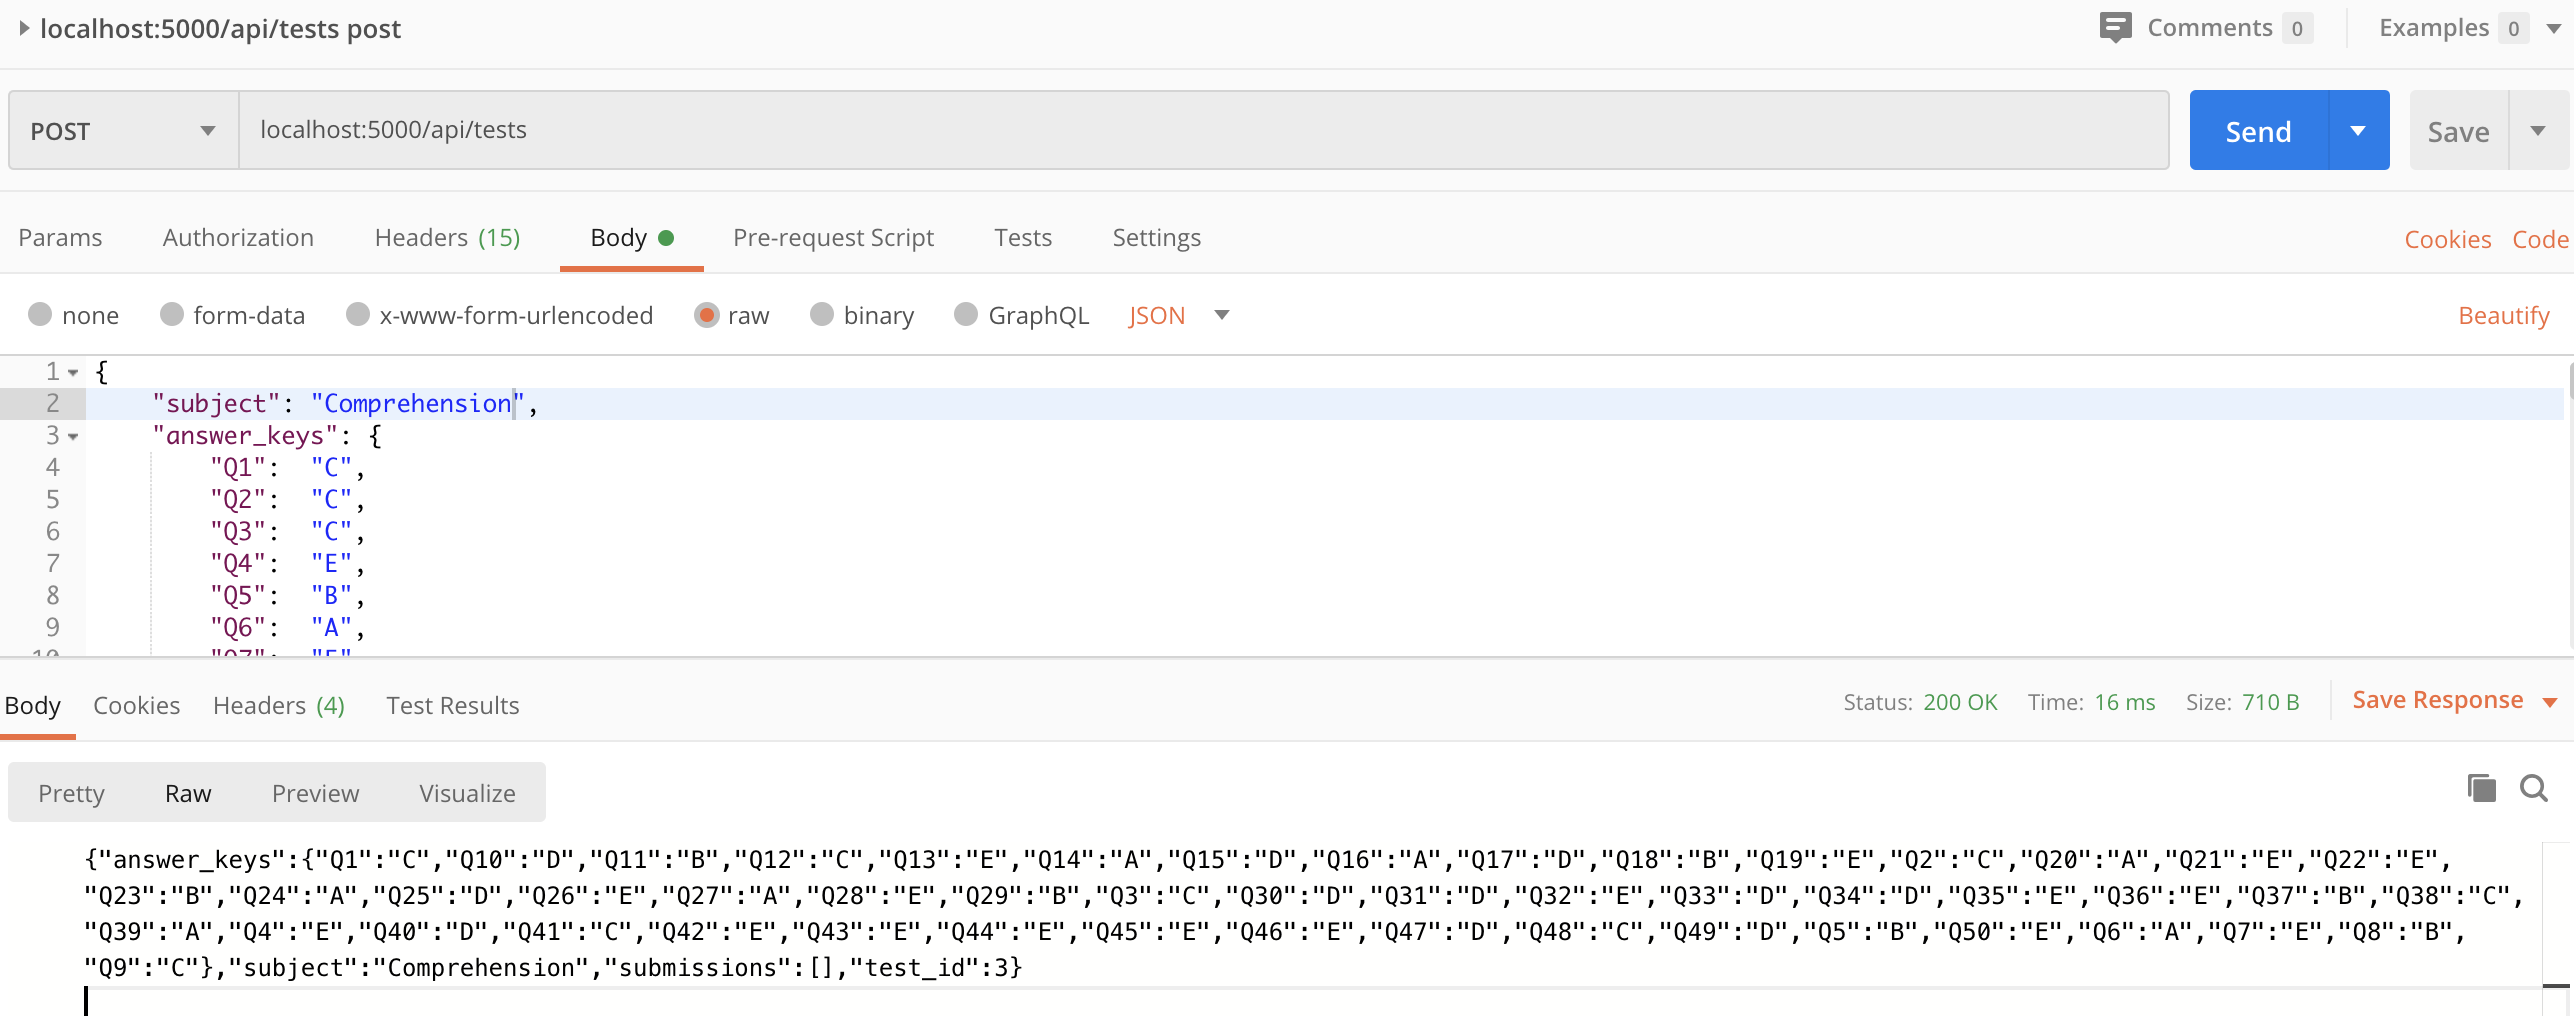 localhost:5000/api/tests post
Comments 0 Examples 0
POST localhost:5000/api/tests Send Save
Params Authorization Headers (15) Body Pre-request Script Tests Settings Cookies Code
none form-data x-www-form-urlencoded raw binary GraphQL JSON Beautify
1 {
2 "subject": "Comprehension",
3 "answer_keys": {
4 "Q1": "C",
5 "Q2": "C",
6 "Q3": "C",
7 "Q4": "E",
8 "Q5": "B",
9 "Q6": "A",
Body Cookies Headers (4) Test Results Status: 200 OK Time: 16 ms Size: 710 B Save Response
Pretty Raw Preview Visualize
{"answer_keys":{"Q1":"C","Q10":"D","Q11":"B","Q12":"C","Q13":"E","Q14":"A","Q15":"D","Q16":"A","Q17":"D","Q18":"B","Q19":"E","Q2":"C","Q20":"A","Q21":"E","Q22":"E",
"Q23":"B","Q24":"A","Q25":"D","Q26":"E","Q27":"A","Q28":"E","Q29":"B","Q3":"C","Q30":"D","Q31":"D","Q32":"E","Q33":"D","Q34":"D","Q35":"E","Q36":"E","Q37":"B","Q38":"C",
"Q39":"A","Q4":"E","Q40":"D","Q41":"C","Q42":"E","Q43":"E","Q44":"E","Q45":"E","Q46":"E","Q47":"D","Q48":"C","Q49":"D","Q5":"B","Q50":"E","Q6":"A","Q7":"E","Q8":"B",
"Q9":"C"},"subject":"Comprehension","submissions":[],"test_id":3}